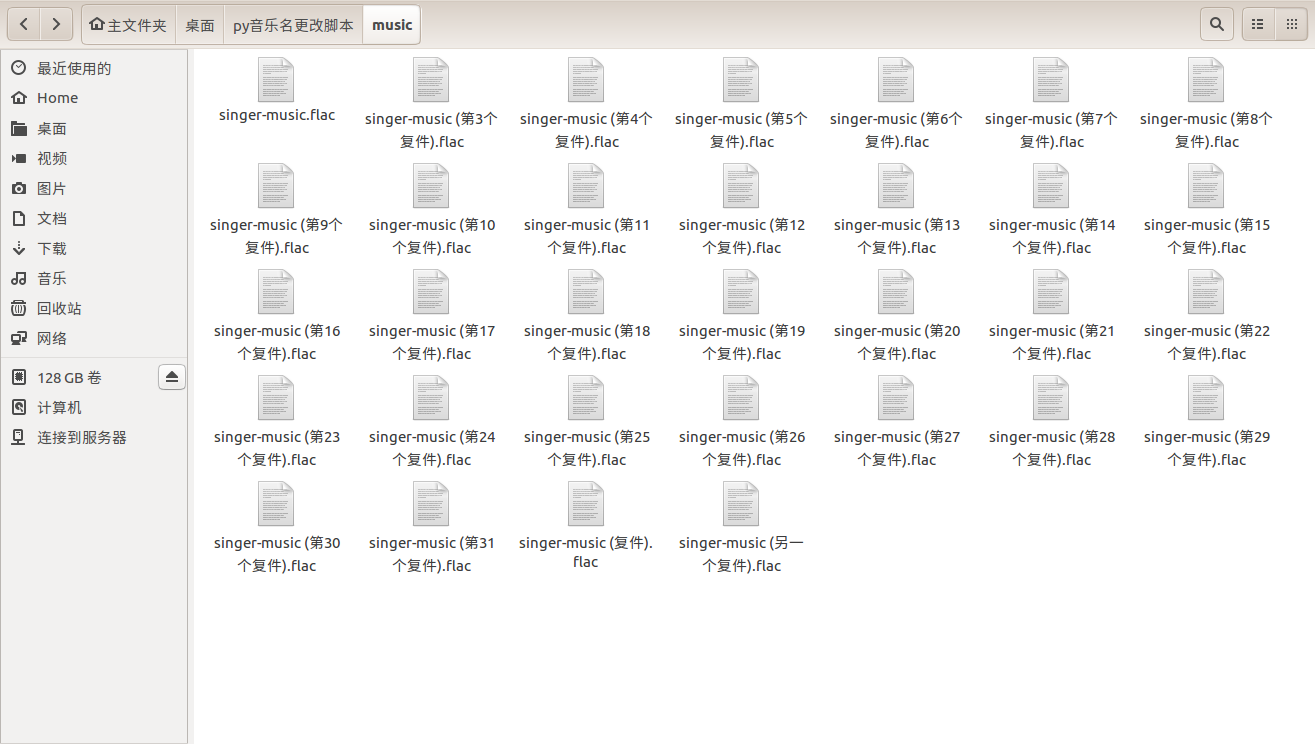 主文件夹 桌面 py音乐名更改脚本 music
最近使用的
Home
桌面
视频
图片
文档
下载
音乐
回收站
网络
128 GB 卷
计算机
连接到服务器
singer-music.flac
singer-music (第3个
复件).flac
singer-music (第4个
复件).flac
singer-music (第5个
复件).flac
singer-music (第6个
复件).flac
singer-music (第7个
复件).flac
singer-music (第8个
复件).flac
singer-music (第9个
复件).flac
singer-music (第10
个复件).flac
singer-music (第11
个复件).flac
singer-music (第12
个复件).flac
singer-music (第13
个复件).flac
singer-music (第14
个复件).flac
singer-music (第15
个复件).flac
singer-music (第16
个复件).flac
singer-music (第17
个复件).flac
singer-music (第18
个复件).flac
singer-music (第19
个复件).flac
singer-music (第20
个复件).flac
singer-music (第21
个复件).flac
singer-music (第22
个复件).flac
singer-music (第23
个复件).flac
singer-music (第24
个复件).flac
singer-music (第25
个复件).flac
singer-music (第26
个复件).flac
singer-music (第27
个复件).flac
singer-music (第28
个复件).flac
singer-music (第29
个复件).flac
singer-music (第30
个复件).flac
singer-music (第31
个复件).flac
singer-music (复件).
flac
singer-music (另一
个复件).flac